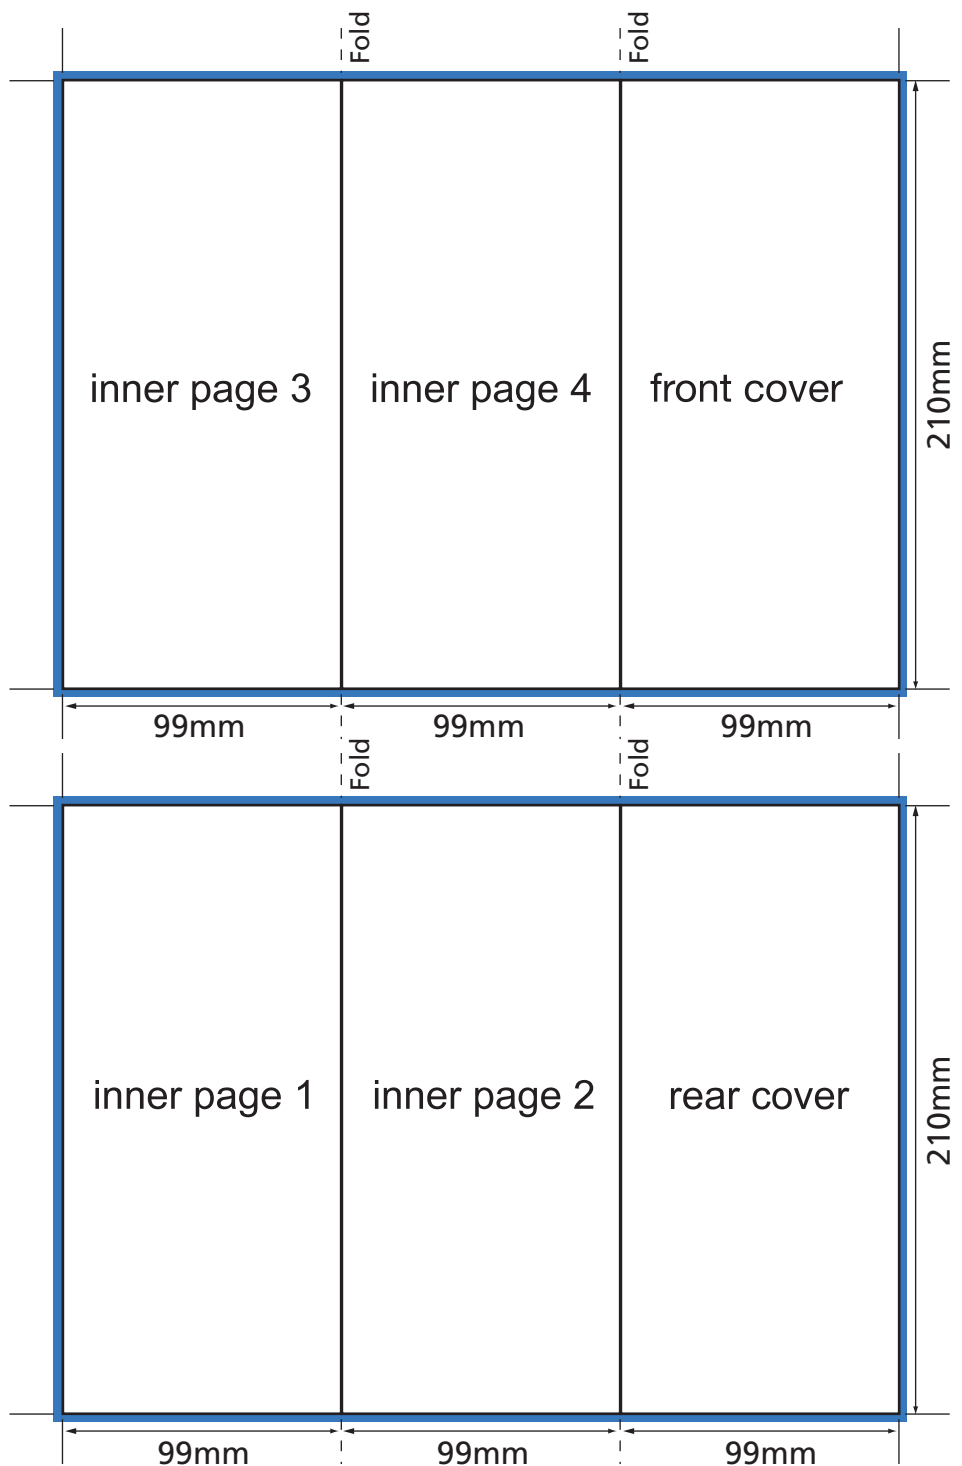 Fold
Fold
inner page 3
inner page 4
front cover
210mm
99mm
99mm
99mm
Fold
Fold
inner page 1
inner page 2
rear cover
210mm
99mm
99mm
99mm